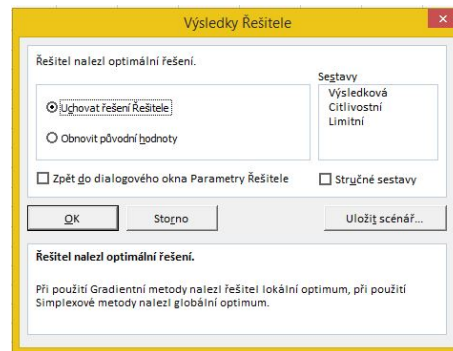 Výsledky Řešitele
Řešitel nalezl optimální řešení.
Uchovat řešení Řešitele
Obnovit původní hodnoty
Sestavy
Výsledková
Citlivostní
Limitní
Zpět do dialogového okna Parametry Řešitele
Stručné sestavy
OK
Storno
Uložit scénář...
Řešitel nalezl optimální řešení.
Při použití Gradientní metody nalezl řešitel lokální optimum, při použití
Simplexové metody nalezl globální optimum.